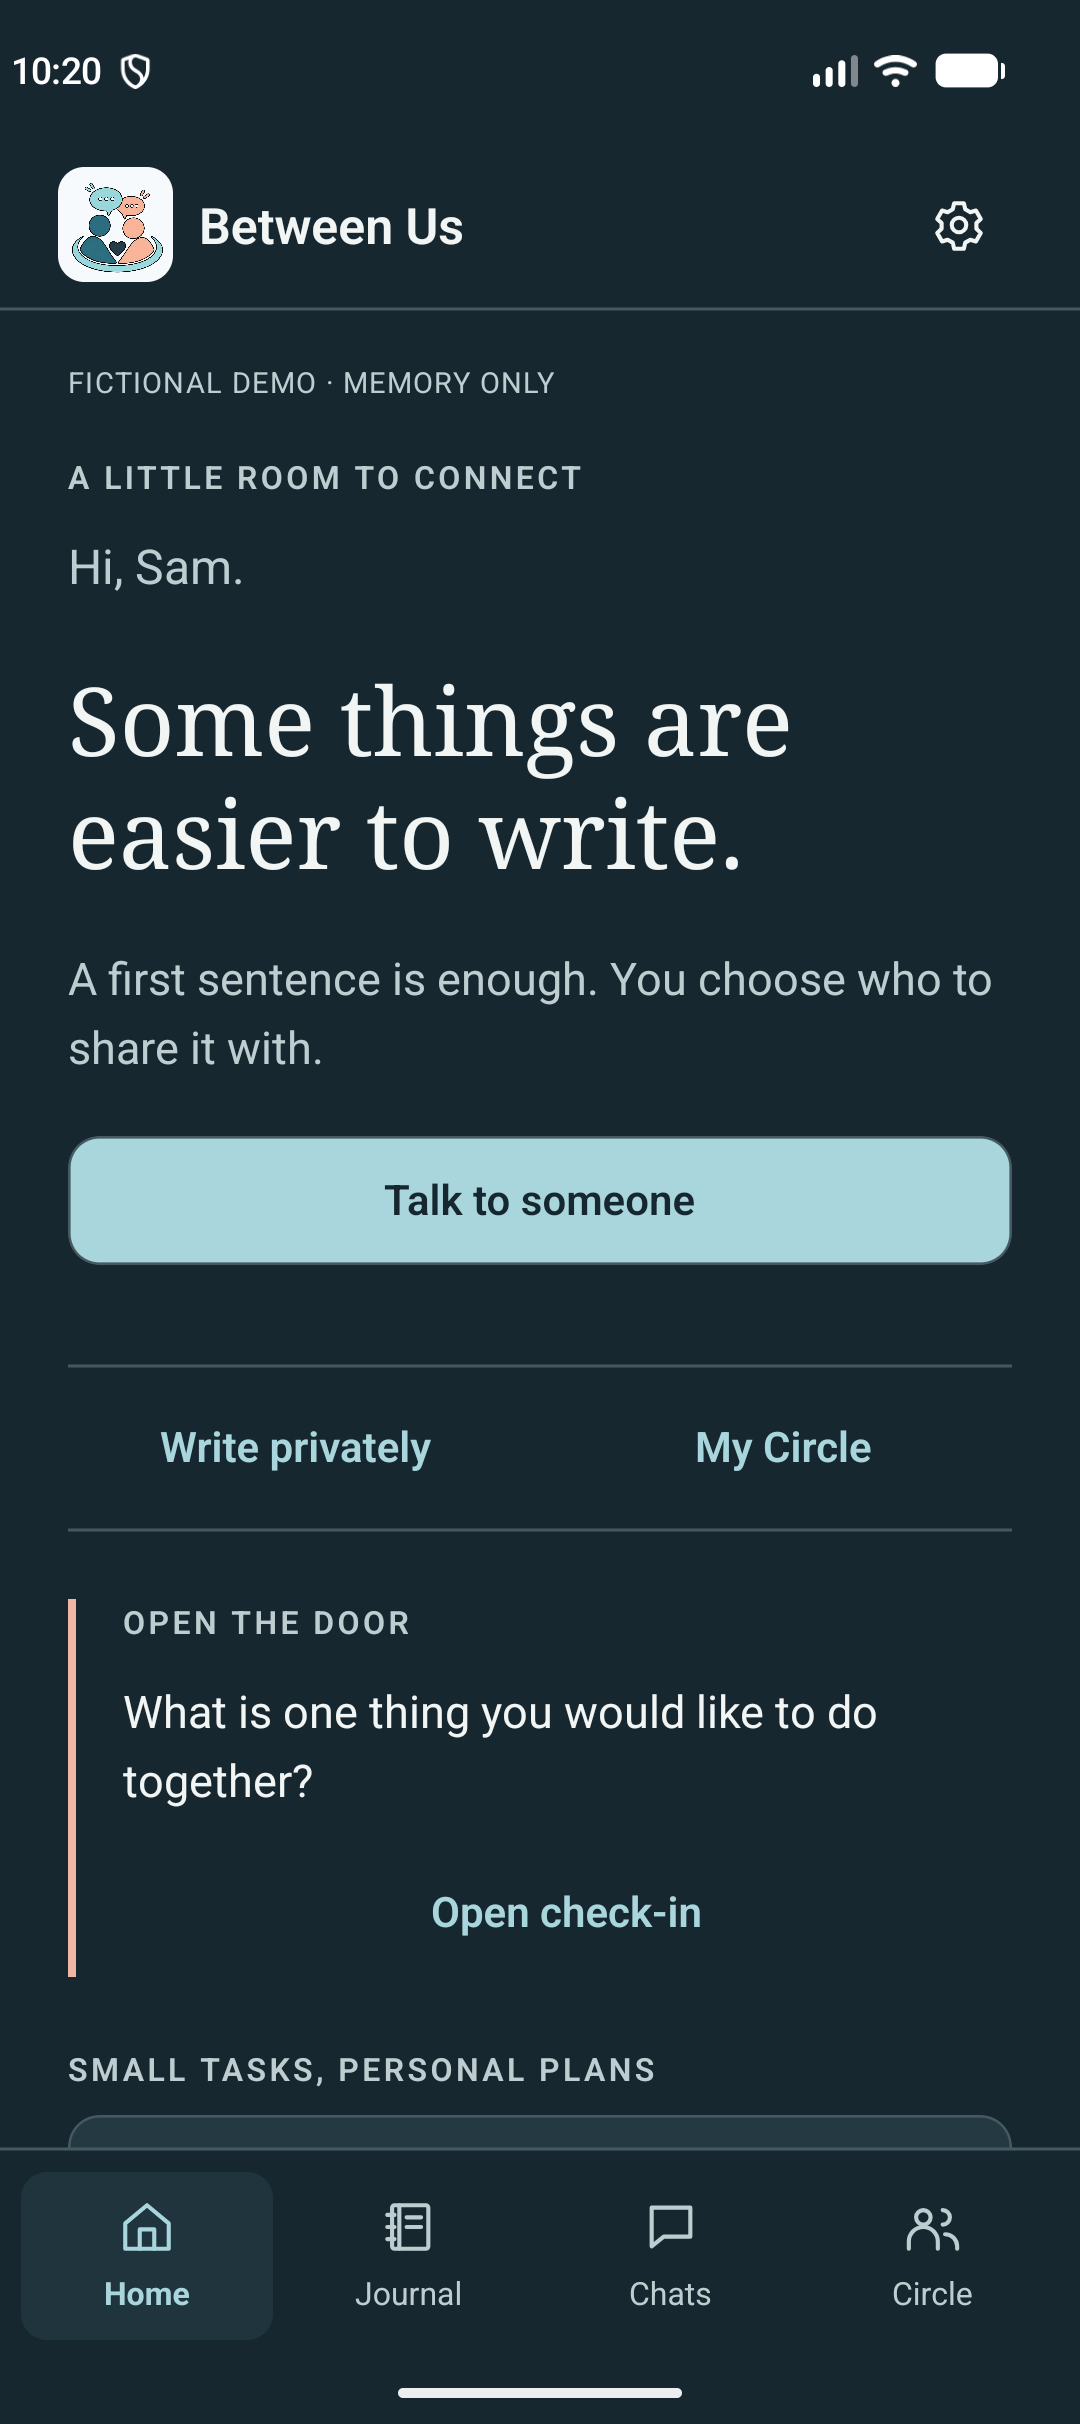 10:20
Between Us
FICTIONAL DEMO · MEMORY ONLY
A LITTLE ROOM TO CONNECT
Hi, Sam.
Some things are
easier to write.
A first sentence is enough. You choose who to
share it with.
Talk to someone
Write privately
My Circle
OPEN THE DOOR
What is one thing you would like to do
together?
Open check-in
SMALL TASKS, PERSONAL PLANS
Home
Journal
Chats
Circle